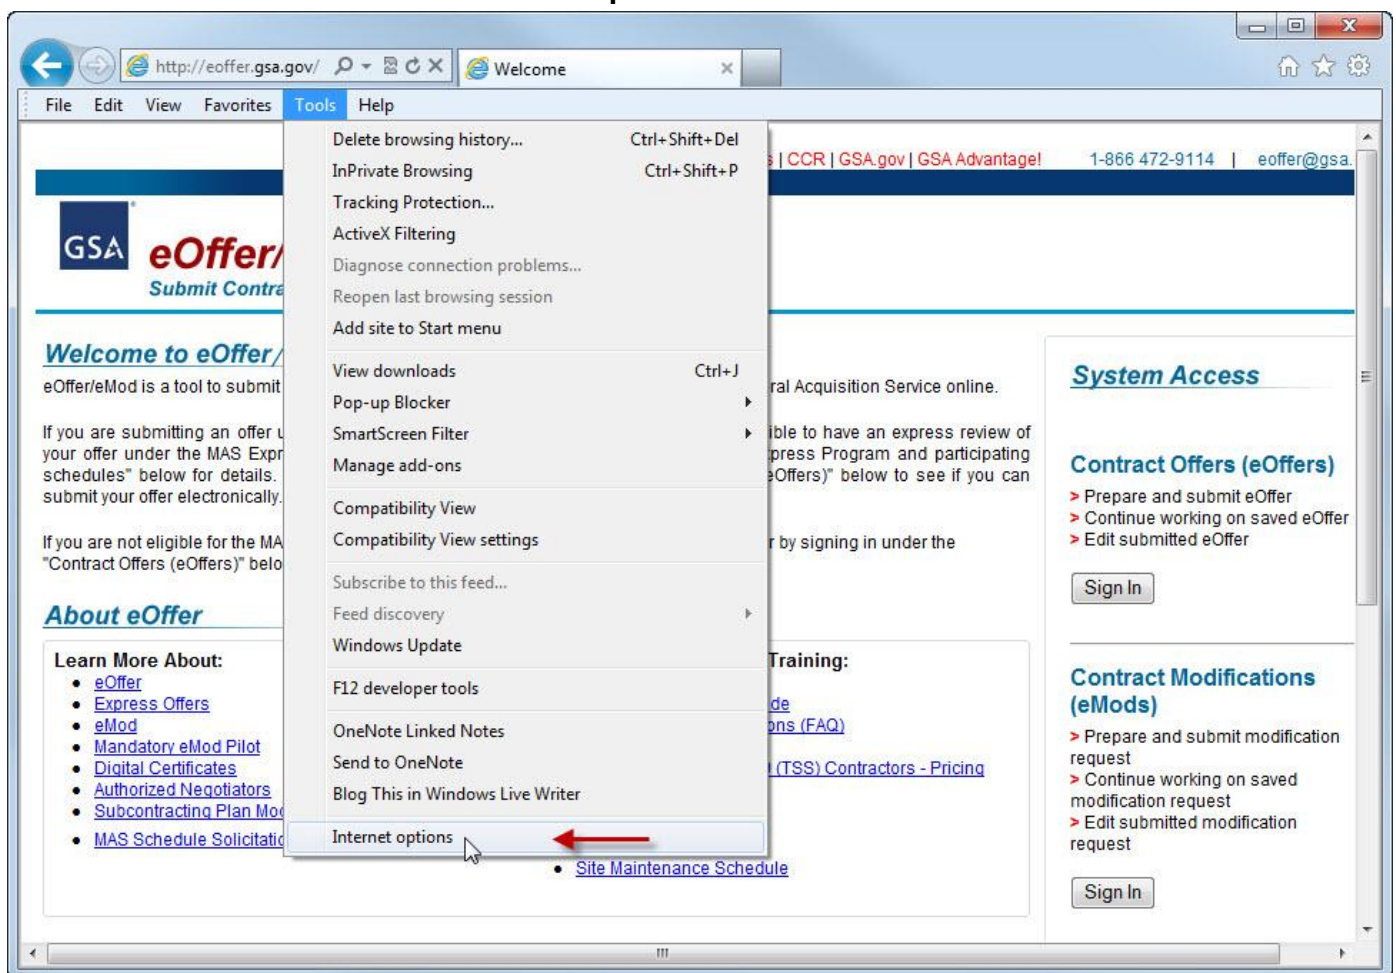 http://eoffer.gsa.gov/
Welcome
File Edit View Favorites Tools Help
Delete browsing history... Ctrl+Shift+Del
InPrivate Browsing Ctrl+Shift+P
Tracking Protection...
ActiveX Filtering
Diagnose connection problems...
Reopen last browsing session
Add site to Start menu
View downloads Ctrl+J
Pop-up Blocker
SmartScreen Filter
Manage add-ons
Compatibility View
Compatibility View settings
Subscribe to this feed...
Feed discovery
Windows Update
F12 developer tools
OneNote Linked Notes
Send to OneNote
Blog This in Windows Live Writer
Internet options
| CCR | GSA.gov | GSA Advantage! 1-866 472-9114 | eoffer@gsa.
GSA
eOffer/
Submit Contra
Welcome to eOffer/
eOffer/eMod is a tool to submit ral Acquisition Service online.
If you are submitting an offer u ible to have an express review of
your offer under the MAS Expr press Program and participating
schedules" below for details. eOffers)" below to see if you can
submit your offer electronically.
If you are not eligible for the MA r by signing in under the
"Contract Offers (eOffers)" belo
About eOffer
Learn More About:
eOffer
Express Offers
eMod
Mandatory eMod Pilot
Digital Certificates
Authorized Negotiators
Subcontracting Plan Mod
MAS Schedule Solicitatio
Training:
de
ons (FAQ)
(TSS) Contractors - Pricing
Site Maintenance Schedule
System Access
Contract Offers (eOffers)
> Prepare and submit eOffer
> Continue working on saved eOffer
> Edit submitted eOffer
Sign In
Contract Modifications
(eMods)
> Prepare and submit modification
request
> Continue working on saved
modification request
> Edit submitted modification
request
Sign In